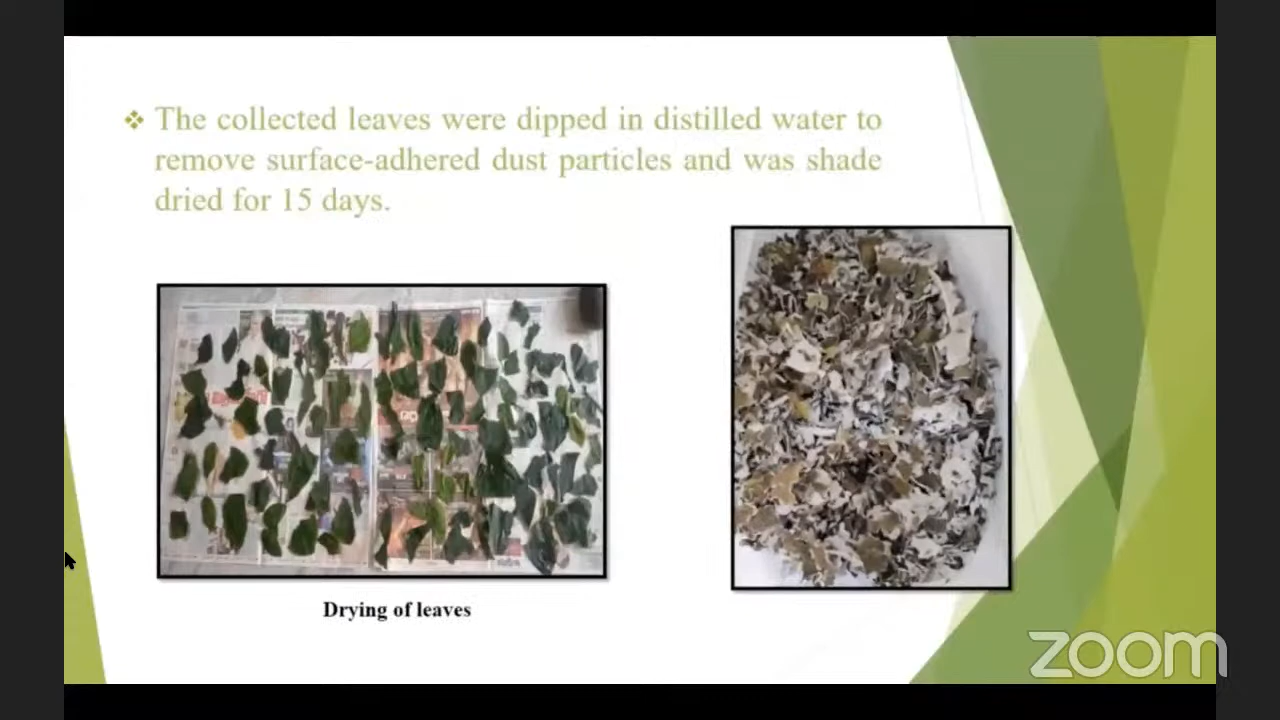 The collected leaves were dipped in distilled water to
remove surface-adhered dust particles and was shade
dried for 15 days.
Drying of leaves
zoom